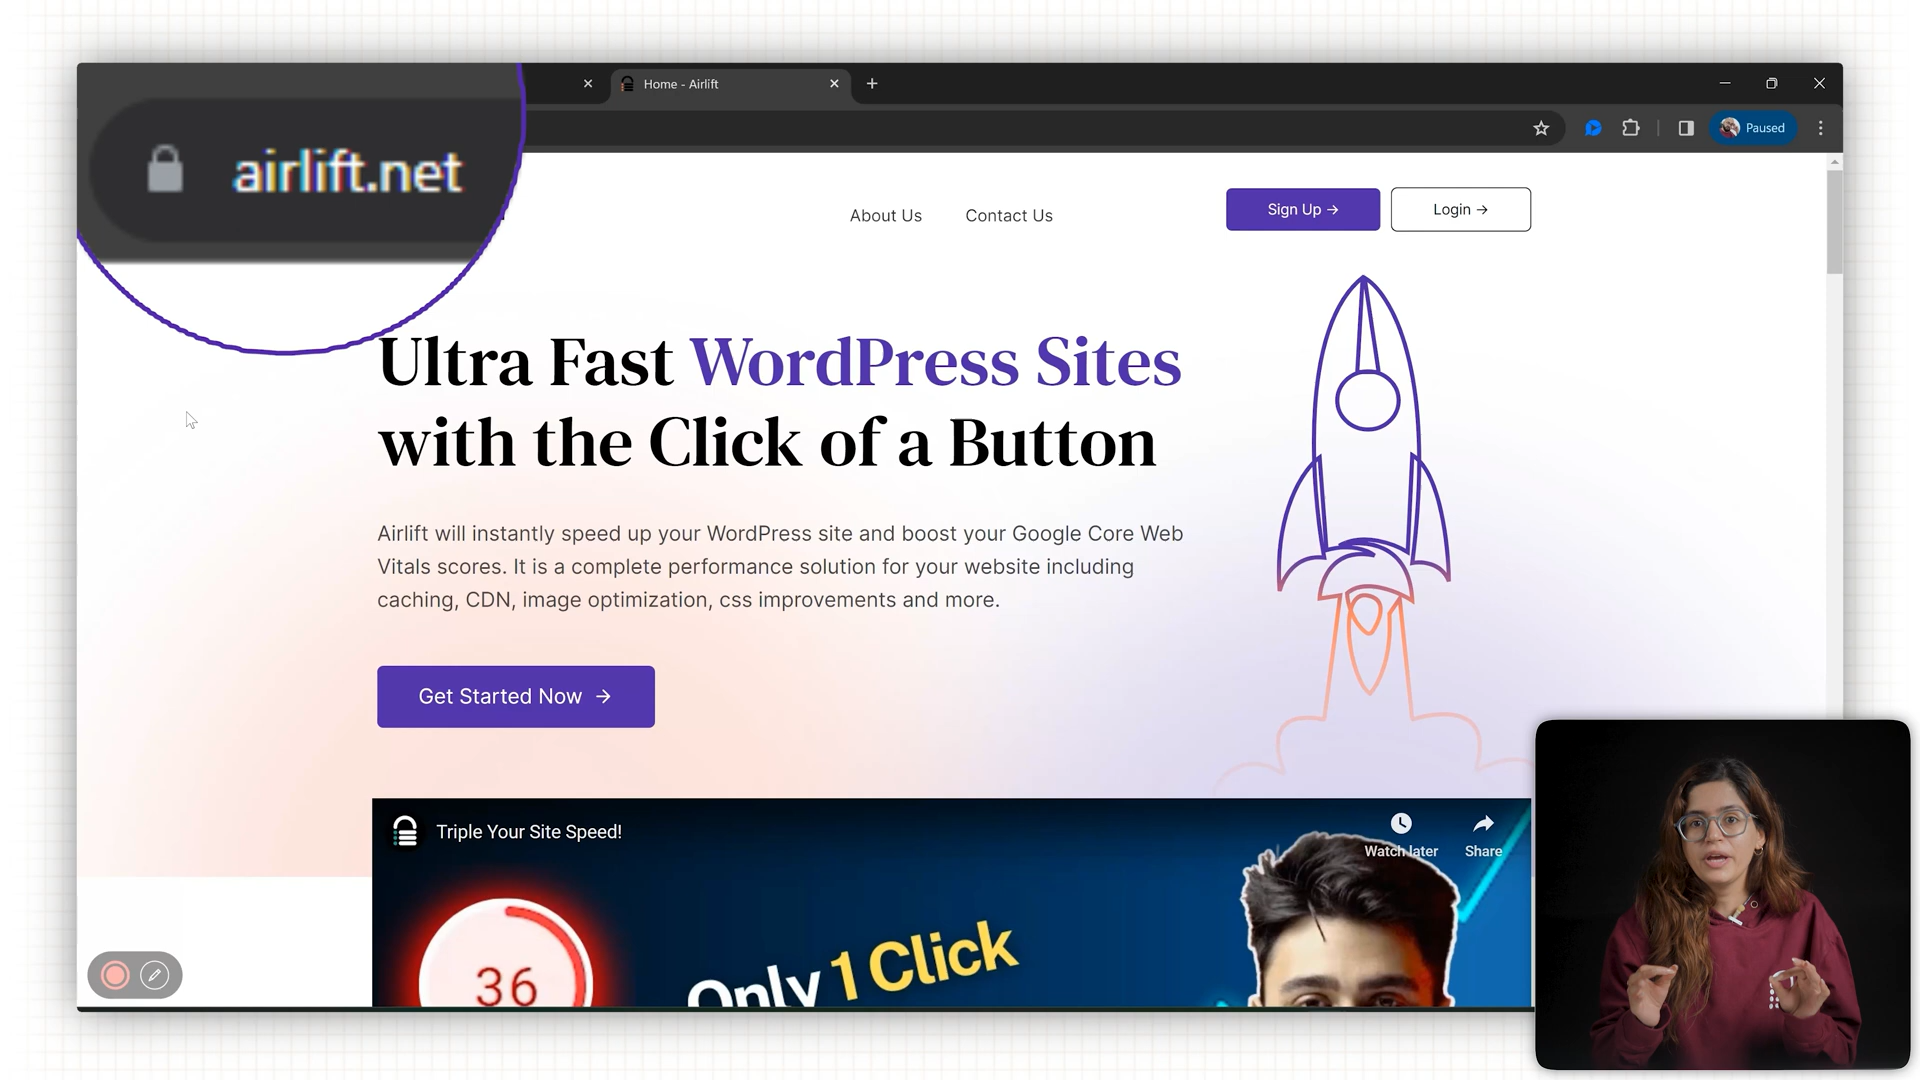 Home - Airlift
airlift.net
Paused
About Us
Contact Us
Sign Up →
Login →
Ultra Fast WordPress Sites
with the Click of a Button
Airlift will instantly speed up your WordPress site and boost your Google Core Web
Vitals scores. It is a complete performance solution for your website including
caching, CDN, image optimization, css improvements and more.
Get Started Now →
Triple Your Site Speed!
Watch later
Share
36
Only 1 Click